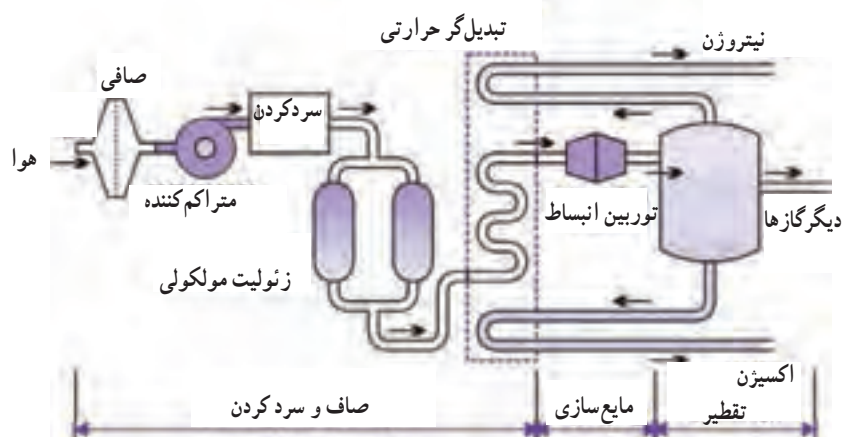 تبدیل‌گر حرارتی
نیتروژن
صافی
سردکردن
هوا
متراکم‌کننده
توربین انبساط
دیگرگازها
زئولیت مولکولی
اکسیژن
صاف و سرد کردن
مایع‌سازی
تقطیر